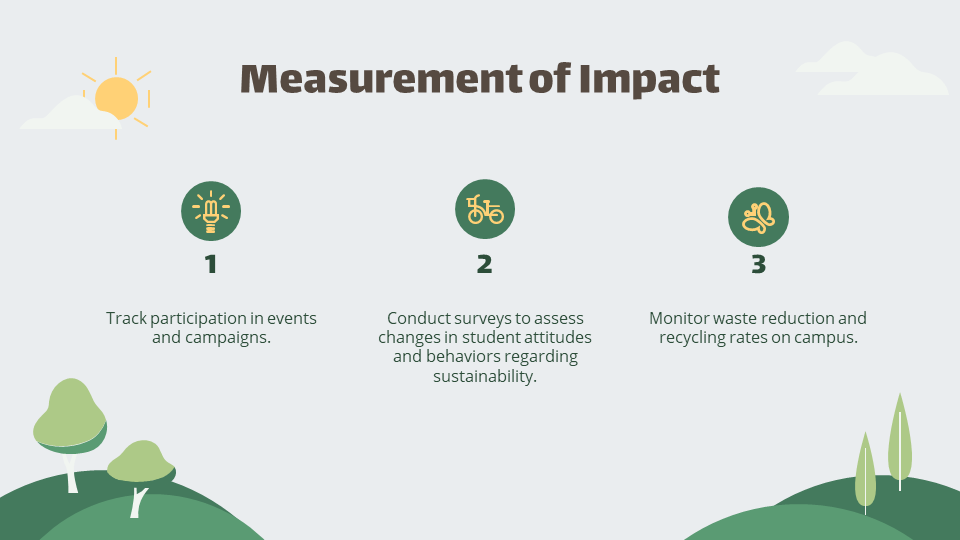 Measurement of Impact
1
Track participation in events
and campaigns.
2
Conduct surveys to assess
changes in student attitudes
and behaviors regarding
sustainability.
3
Monitor waste reduction and
recycling rates on campus.